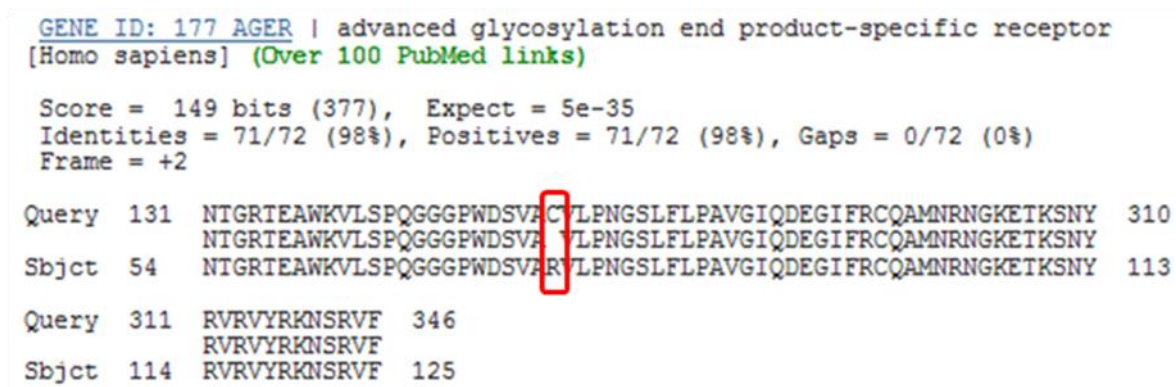 GENE ID: 177 AGER | advanced glycosylation end product-specific receptor
[Homo sapiens] (Over 100 PubMed links)
Score = 149 bits (377), Expect = 5e-35
Identities = 71/72 (98%), Positives = 71/72 (98%), Gaps = 0/72 (0%)
Frame = +2
Query 131 NTGRTEAWKVLSPQGGGPWDSVACVLPNGSLFLPAVGIQDEGIFRCQAMNRNGKETKSNY 310
NTGRTEAWKVLSPQGGGPWDSVA VLPNGSLFLPAVGIQDEGIFRCQAMNRNGKETKSNY
Sbjct 54 NTGRTEAWKVLSPQGGGPWDSVARVLPNGSLFLPAVGIQDEGIFRCQAMNRNGKETKSNY 113
Query 311 RVRVYRKNSRVF 346
RVRVYRKNSRVF
Sbjct 114 RVRVYRKNSRVF 125